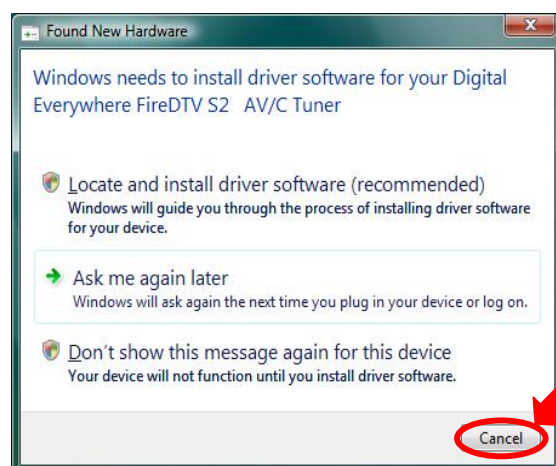 Found New Hardware
Windows needs to install driver software for your Digital
Everywhere FireDTV S2 AV/C Tuner
Locate and install driver software (recommended)
Windows will guide you through the process of installing driver software
for your device.
Ask me again later
Windows will ask again the next time you plug in your device or log on.
Don't show this message again for this device
Your device will not function until you install driver software.
Cancel